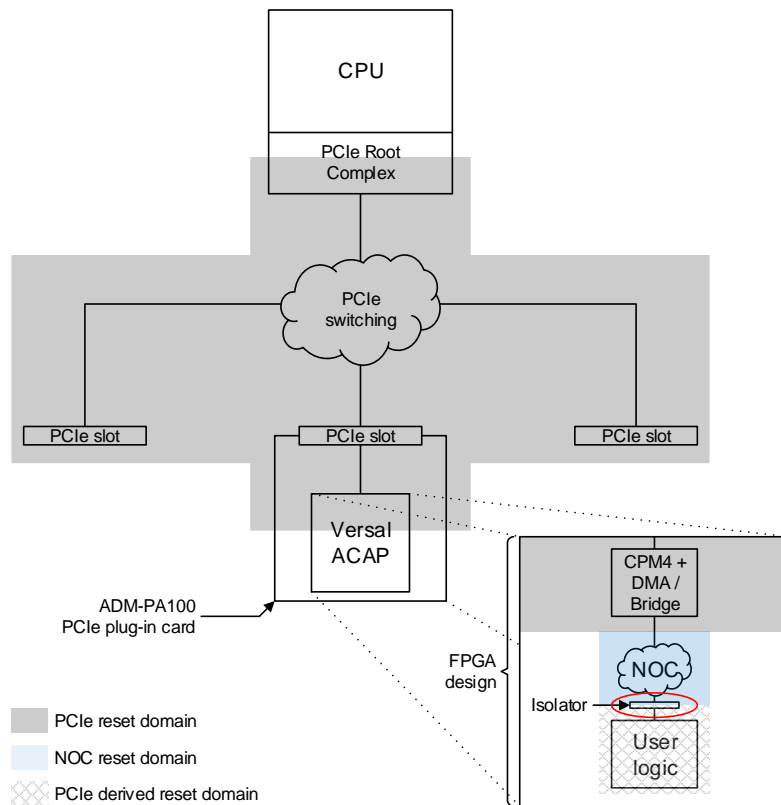 CPU
PCIe Root
Complex
PCIe
switching
PCIe slot
PCIe slot
PCIe slot
Versal
ACAP
ADM-PA100
PCIe plug-in card
CPM4 +
DMA /
Bridge
FPGA
design
NOC
Isolator
User
logic
PCIe reset domain
NOC reset domain
PCIe derived reset domain